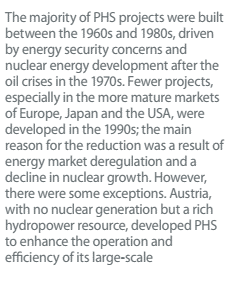 The majority of PHS projects were built
between the 1960s and 1980s, driven
by energy security concerns and
nuclear energy development after the
oil crises in the 1970s. Fewer projects,
especially in the more mature markets
of Europe, Japan and the USA, were
developed in the 1990s; the main
reason for the reduction was a result of
energy market deregulation and a
decline in nuclear growth. However,
there were some exceptions. Austria,
with no nuclear generation but a rich
hydropower resource, developed PHS
to enhance the operation and
efficiency of its large-scale